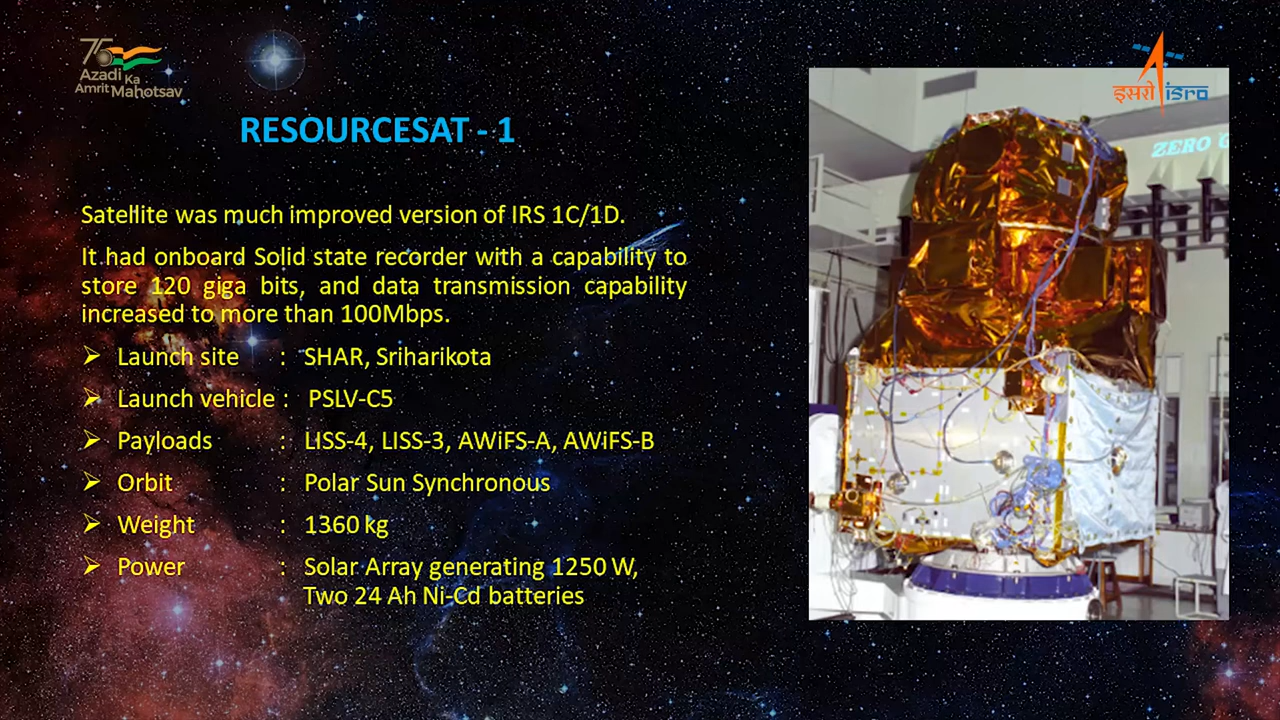 75
Azadi Ka
Amrit Mahotsav
इसरो isro
RESOURCESAT - 1
ZERO
Satellite was much improved version of IRS 1C/1D.
It had onboard Solid state recorder with a capability to
store 120 giga bits, and data transmission capability
increased to more than 100Mbps.
➢ Launch site : SHAR, Sriharikota
➢ Launch vehicle : PSLV-C5
➢ Payloads : LISS-4, LISS-3, AWiFS-A, AWiFS-B
➢ Orbit : Polar Sun Synchronous
➢ Weight : 1360 kg
➢ Power : Solar Array generating 1250 W,
Two 24 Ah Ni-Cd batteries